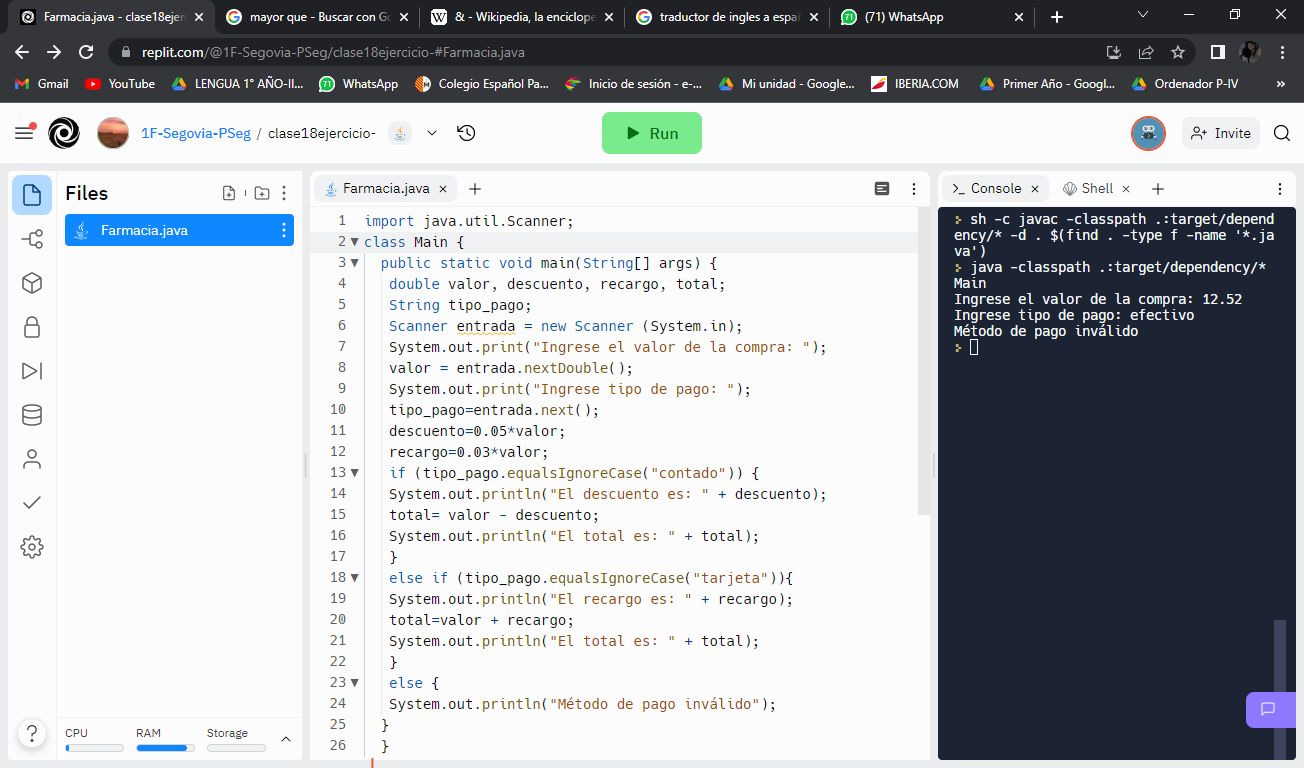 Farmacia.java - clase18ejer
mayor que - Buscar con Go
& - Wikipedia, la enciclope
traductor de ingles a españ
(71) WhatsApp
replit.com/@1F-Segovia-PSeg/clase18ejercicio-#Farmacia.java
Gmail
YouTube
LENGUA 1° AÑO-II...
71
WhatsApp
Colegio Español Pa...
Inicio de sesión - e-...
Mi unidad - Google...
IBERIA.COM
Primer Año - Googl...
Ordenador P-IV
»
1F-Segovia-PSeg / clase18ejercicio-
Run
Invite
Files
Farmacia.java
CPU
RAM
Storage
?
Farmacia.java
1 import java.util.Scanner;
2 class Main {
3 public static void main(String[] args) {
4 double valor, descuento, recargo, total;
5 String tipo_pago;
6 Scanner entrada = new Scanner (System.in);
7 System.out.print("Ingrese el valor de la compra: ");
8 valor = entrada.nextDouble();
9 System.out.print("Ingrese tipo de pago: ");
10 tipo_pago=entrada.next();
11 descuento=0.05*valor;
12 recargo=0.03*valor;
13 if (tipo_pago.equalsIgnoreCase("contado")) {
14 System.out.println("El descuento es: " + descuento);
15 total= valor - descuento;
16 System.out.println("El total es: " + total);
17 }
18 else if (tipo_pago.equalsIgnoreCase("tarjeta")){
19 System.out.println("El recargo es: " + recargo);
20 total=valor + recargo;
21 System.out.println("El total es: " + total);
22 }
23 else {
24 System.out.println("Método de pago inválido");
25 }
26 }
Console
Shell
sh -c javac -classpath .:target/depend
ency/* -d . $(find . -type f -name '*.ja
va')
java -classpath .:target/dependency/*
Main
Ingrese el valor de la compra: 12.52
Ingrese tipo de pago: efectivo
Método de pago inválido